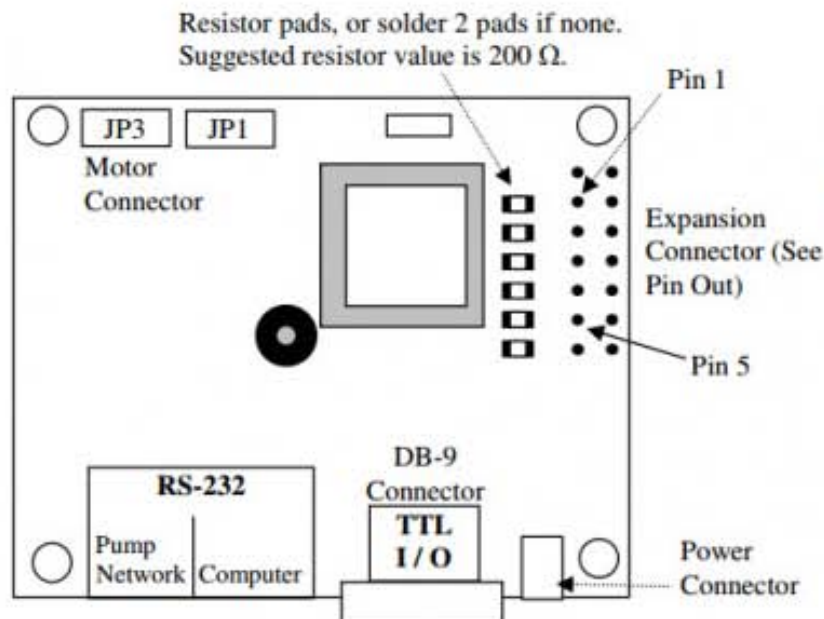 Resistor pads, or solder 2 pads if none.
Suggested resistor value is 200 Ω.
Pin 1
JP3
JP1
Motor
Connector
Expansion
Connector (See
Pin Out)
Pin 5
DB-9
Connector
RS-232
TTL
I / O
Pump
Network
Computer
Power
Connector